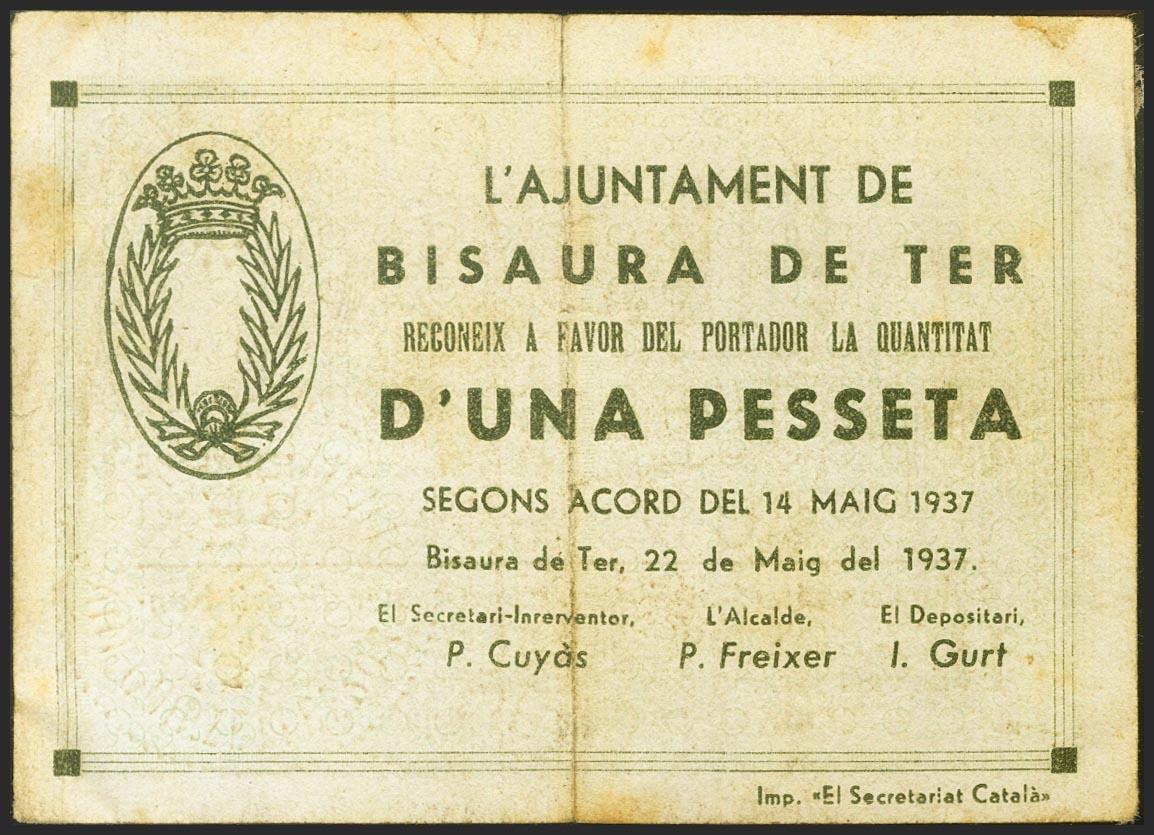 L'AJUNTAMENT DE
BISAURA DE TER
REGONEIX A FAVOR DEL PORTADOR LA QUANTITAT
D'UNA PESSETA
SEGONS ACORD DEL 14 MAIG 1937
Bisaura de Ter, 22 de Maig del 1937.
El Secretari-Inrerventor, L'Alcalde, El Depositari,
P. Cuyàs P. Freixer I. Gurt
Imp. «El Secretariat Català»